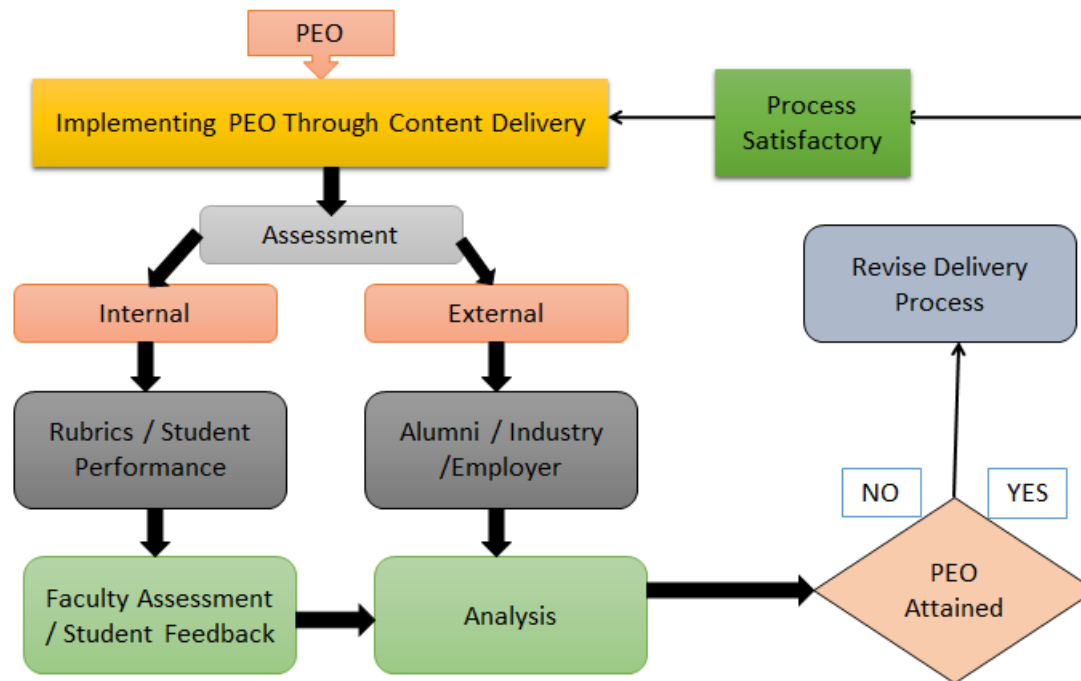 PEO
Implementing PEO Through Content Delivery
Process
Satisfactory
Assessment
Revise Delivery
Process
Internal
External
Rubrics / Student
Performance
Alumni / Industry
/Employer
NO
YES
Faculty Assessment
/ Student Feedback
Analysis
PEO
Attained